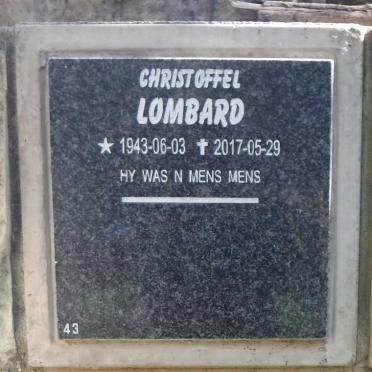 CHRISTOFFEL
LOMBARD
★ 1943-06-03 ✝ 2017-05-29
HY WAS N MENS MENS
43